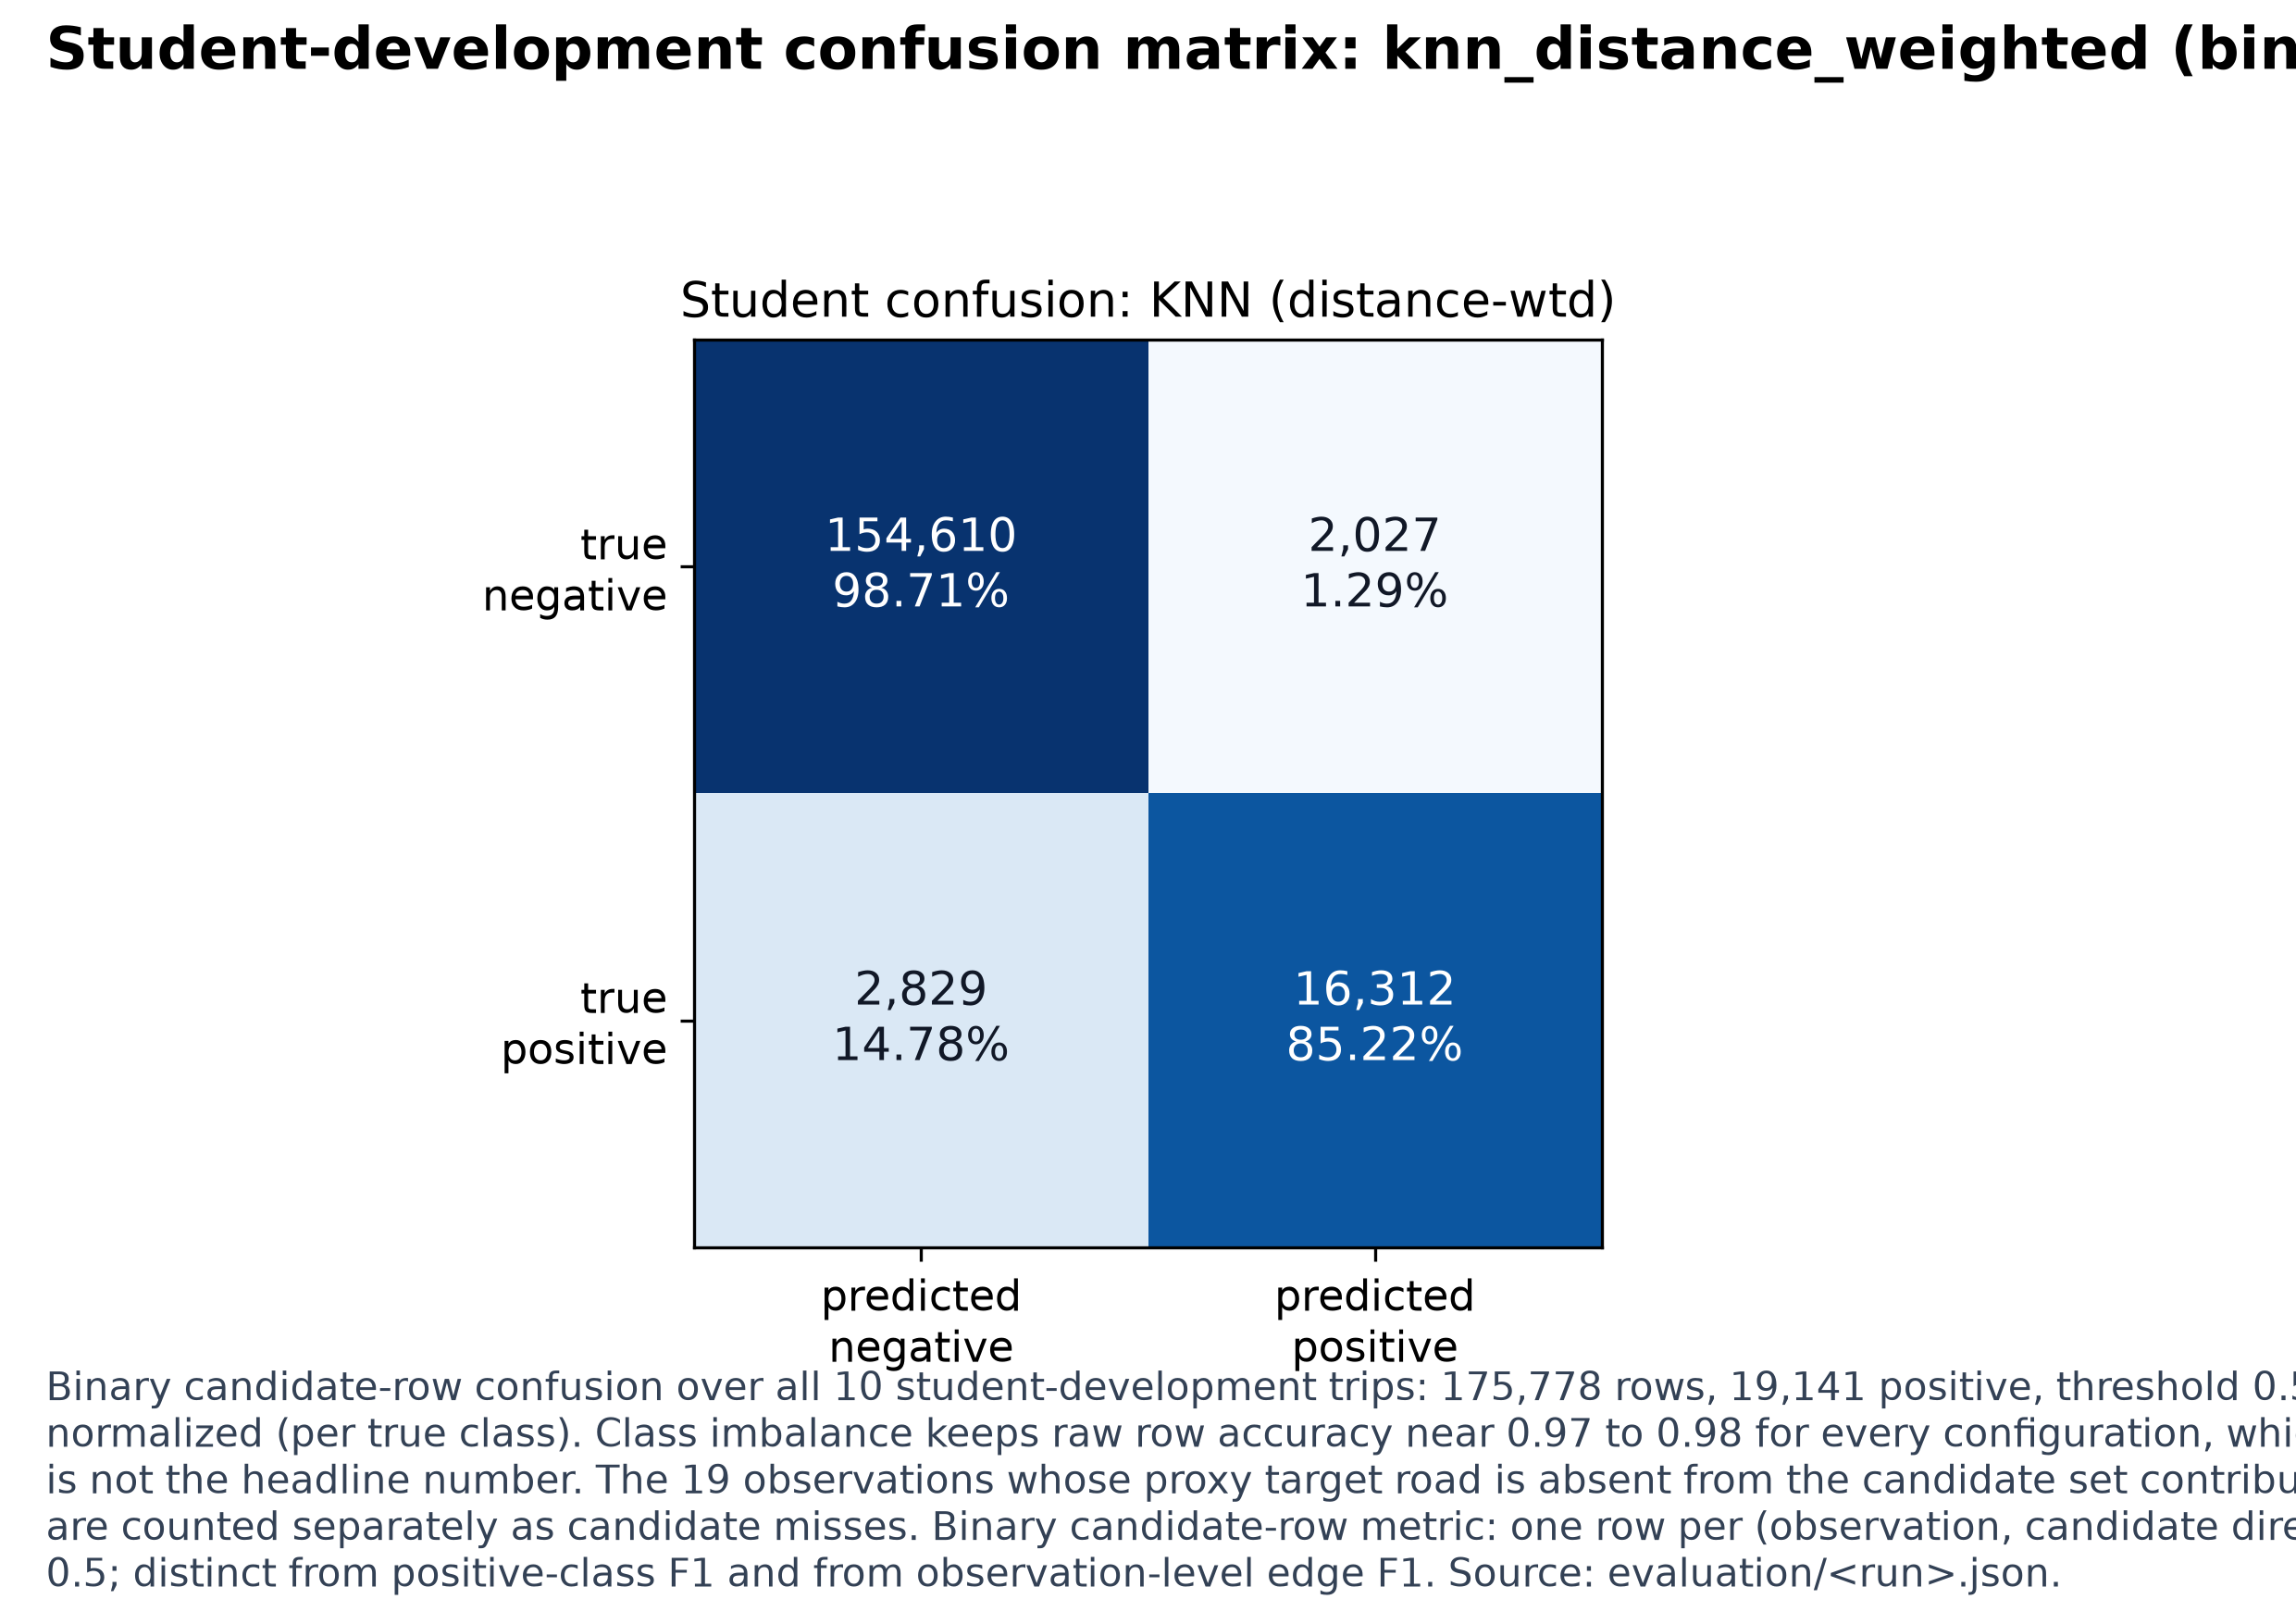 Student-development confusion matrix: knn_distance_weighted (bin
Student confusion: KNN (distance-wtd)
true
negative
154,610
98.71%
2,027
1.29%
true
positive
2,829
14.78%
16,312
85.22%
predicted
negative
predicted
positive
Binary candidate-row confusion over all 10 student-development trips: 175,778 rows, 19,141 positive, threshold 0.5
normalized (per true class). Class imbalance keeps raw row accuracy near 0.97 to 0.98 for every configuration, whi
is not the headline number. The 19 observations whose proxy target road is absent from the candidate set contribu
are counted separately as candidate misses. Binary candidate-row metric: one row per (observation, candidate dire
0.5; distinct from positive-class F1 and from observation-level edge F1. Source: evaluation/<run>.json.